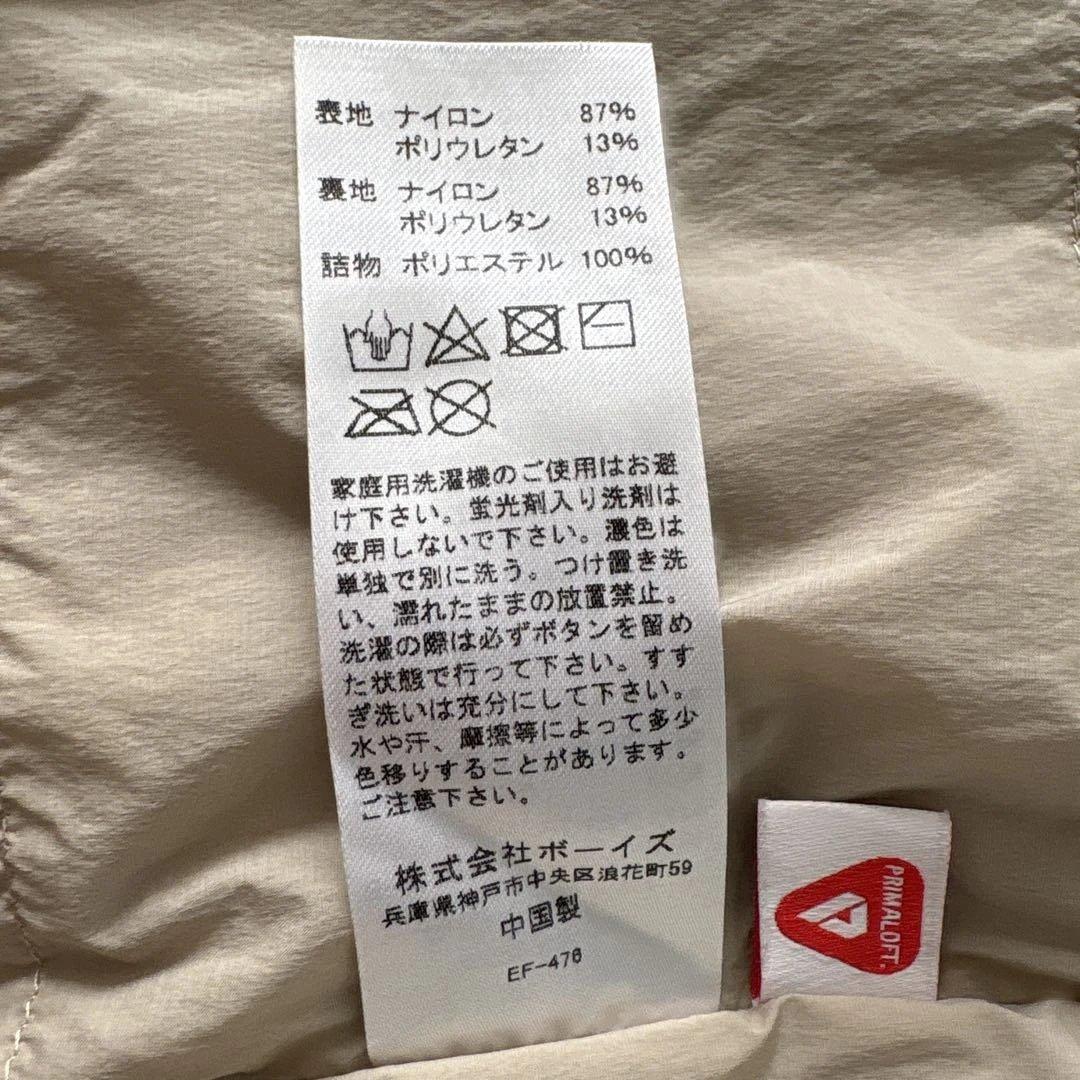 表地 ナイロン 87%
ポリウレタン 13%
裏地 ナイロン 87%
ポリウレタン 13%
詰物 ポリエステル 100%
家庭用洗濯機のご使用はお避
け下さい。蛍光剤入り洗剤は
使用しないで下さい。濃色は
単独で別に洗う。つけ置き洗
い、濡れたままの放置禁止。
洗濯の際は必ずボタンを留め
た状態で行って下さい。すす
ぎ洗いは充分にして下さい。
水や汗、摩擦等によって多少
色移りすることがあります。
ご注意下さい。
株式会社ボーイズ
兵庫県神戸市中央区浪花町59
中国製
EF-476
PRIMALOFT.